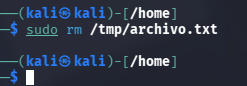 ──(kali㉿kali)-[/home]
─$ sudo rm /tmp/archivo.txt
──(kali㉿kali)-[/home]
─$